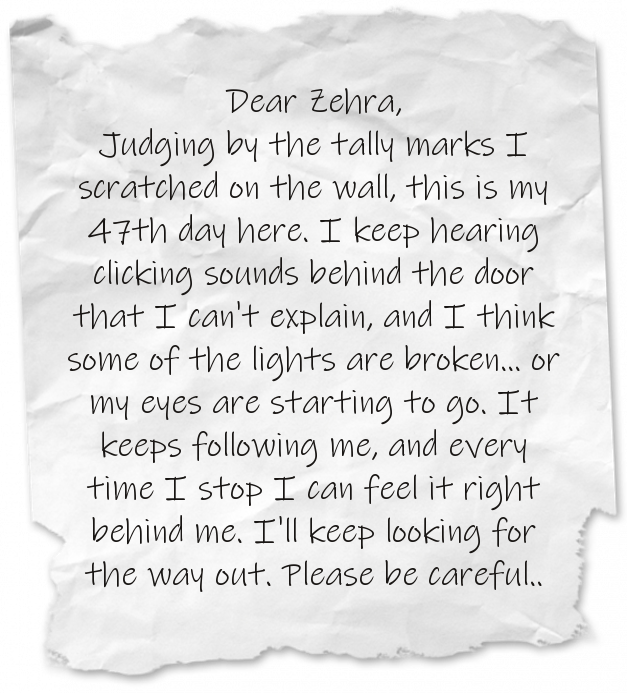 Dear Zehra,
Judging by the tally marks I
scratched on the wall, this is my
47th day here. I keep hearing
clicking sounds behind the door
that I can't explain, and I think
some of the lights are broken... or
my eyes are starting to go. It
keeps following me, and every
time I stop I can feel it right
behind me. I'll keep looking for
the way out. Please be careful..